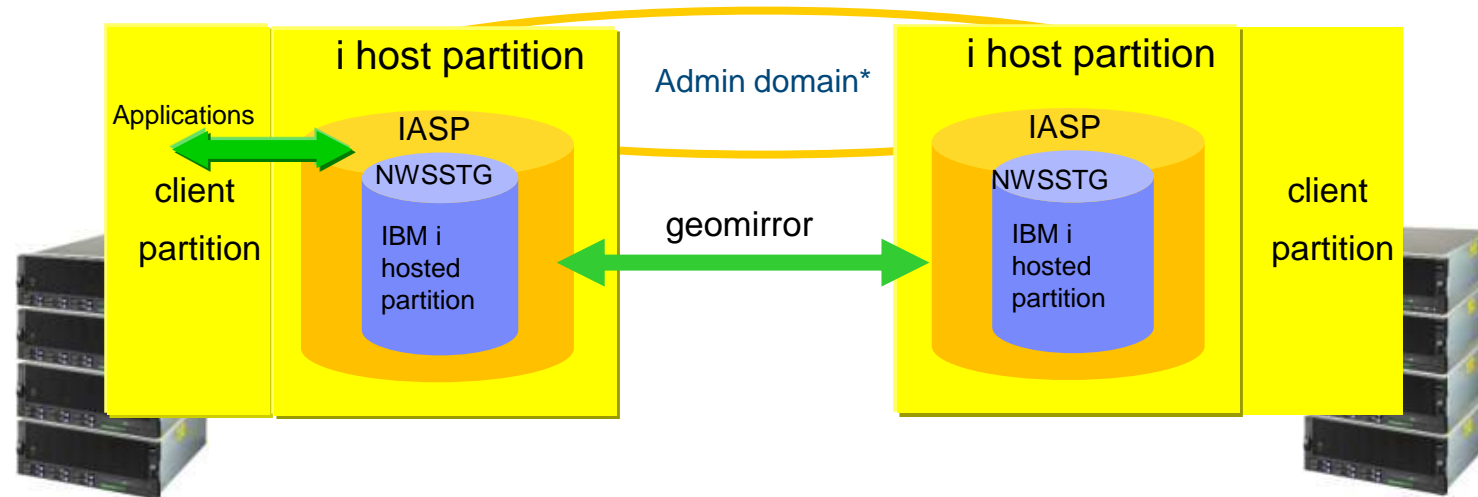 i host partition
Applications
client
partition
IASP
NWSSTG
IBM i
hosted
partition
Admin domain*
geomirror
i host partition
IASP
NWSSTG
IBM i
hosted
partition
client
partition